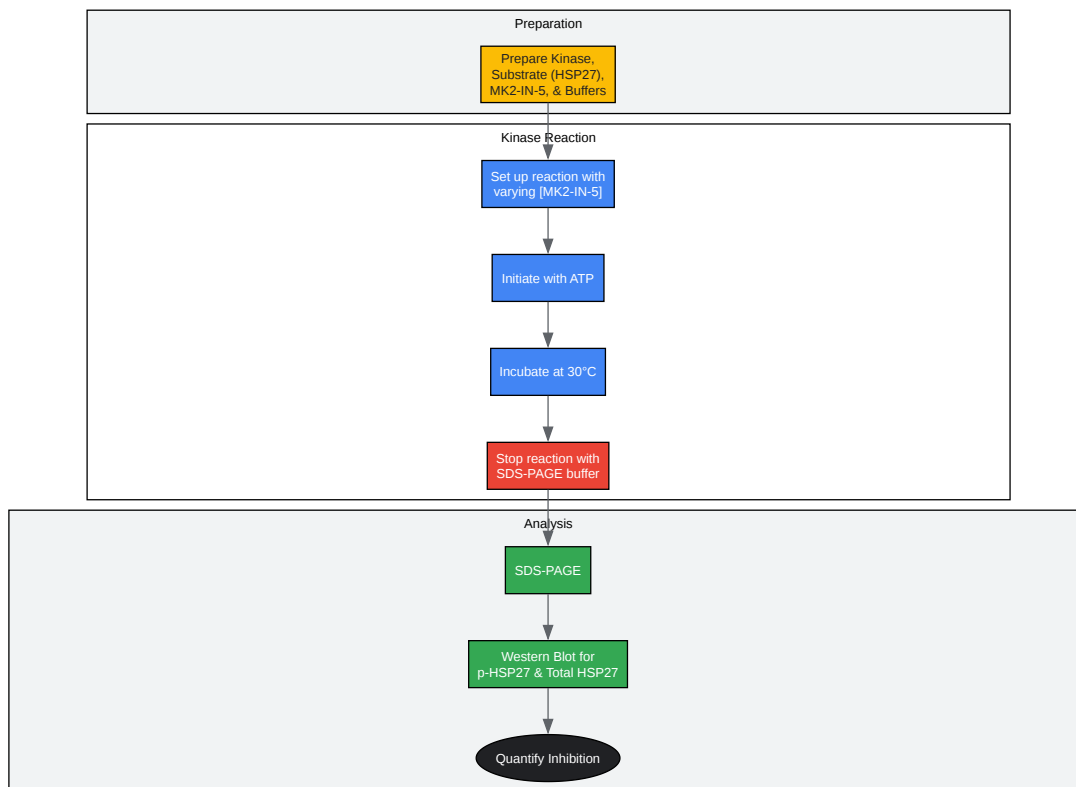 Preparation
Prepare Kinase,
Substrate (HSP27),
MK2-IN-5, & Buffers
Kinase Reaction
Set up reaction with
varying [MK2-IN-5]
Initiate with ATP
Incubate at 30°C
Stop reaction with
SDS-PAGE buffer
Analysis
SDS-PAGE
Western Blot for
p-HSP27 & Total HSP27
Quantify Inhibition